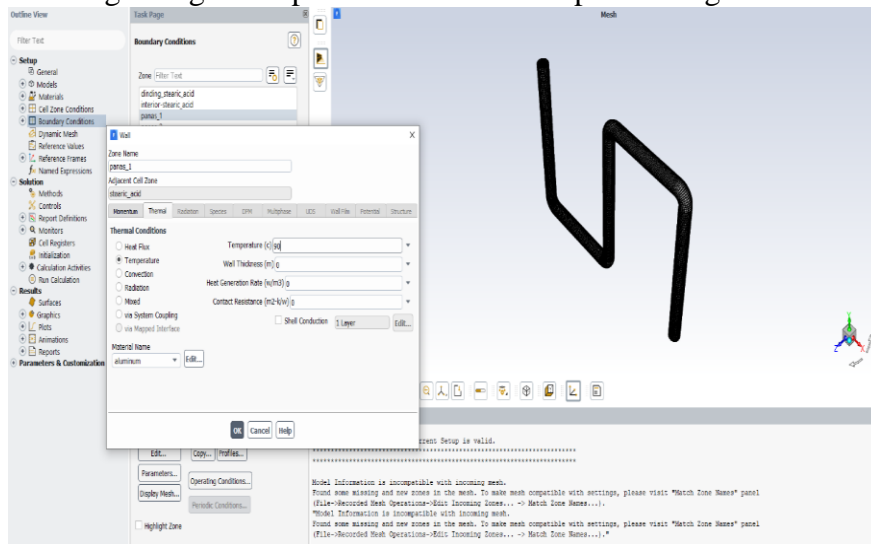 Outline View
Filter Text
Setup
General
Models
Materials
Cell Zone Conditions
Boundary Conditions
Dynamic Mesh
Reference Values
Reference Frames
Named Expressions
Solution
Methods
Controls
Report Definitions
Monitors
Cell Registers
Initialization
Calculation Activities
Run Calculation
Results
Surfaces
Graphics
Plots
Animations
Reports
Parameters & Customization
Task Page
Boundary Conditions
Zone Filter Text
dinding_stearic_acid
interior-stearic_acid
panas_1
Wall
Zone Name
panas_1
Adjacent Cell Zone
stearic_acid
Momentum Thermal Radiation Species DPM Multiphase UDS Wall Film Potential Structure
Thermal Conditions
Heat Flux
Temperature
Convection
Radiation
Mixed
via System Coupling
via Mapped Interface
Temperature (c) 90
Wall Thickness (m) 0
Heat Generation Rate (w/m3) 0
Contact Resistance (m2-k/w) 0
Shell Conduction 1 Layer Edit...
Material Name
aluminum Edit...
OK Cancel Help
Edit... Copy... Profiles...
Parameters... Operating Conditions...
Display Mesh... Periodic Conditions...
Highlight Zone
Mesh
Setup is valid.
Model Information is incompatible with incoming mesh.
Found some missing and new zones in the mesh. To make mesh compatible with settings, please visit "Match Zone Names" panel
(File->Recorded Mesh Operations->Edit Incoming Zones... -> Match Zone Names...).
"Model Information is incompatible with incoming mesh.
Found some missing and new zones in the mesh. To make mesh compatible with settings, please visit "Match Zone Names" panel
(File->Recorded Mesh Operations->Edit Incoming Zones... -> Match Zone Names...)."